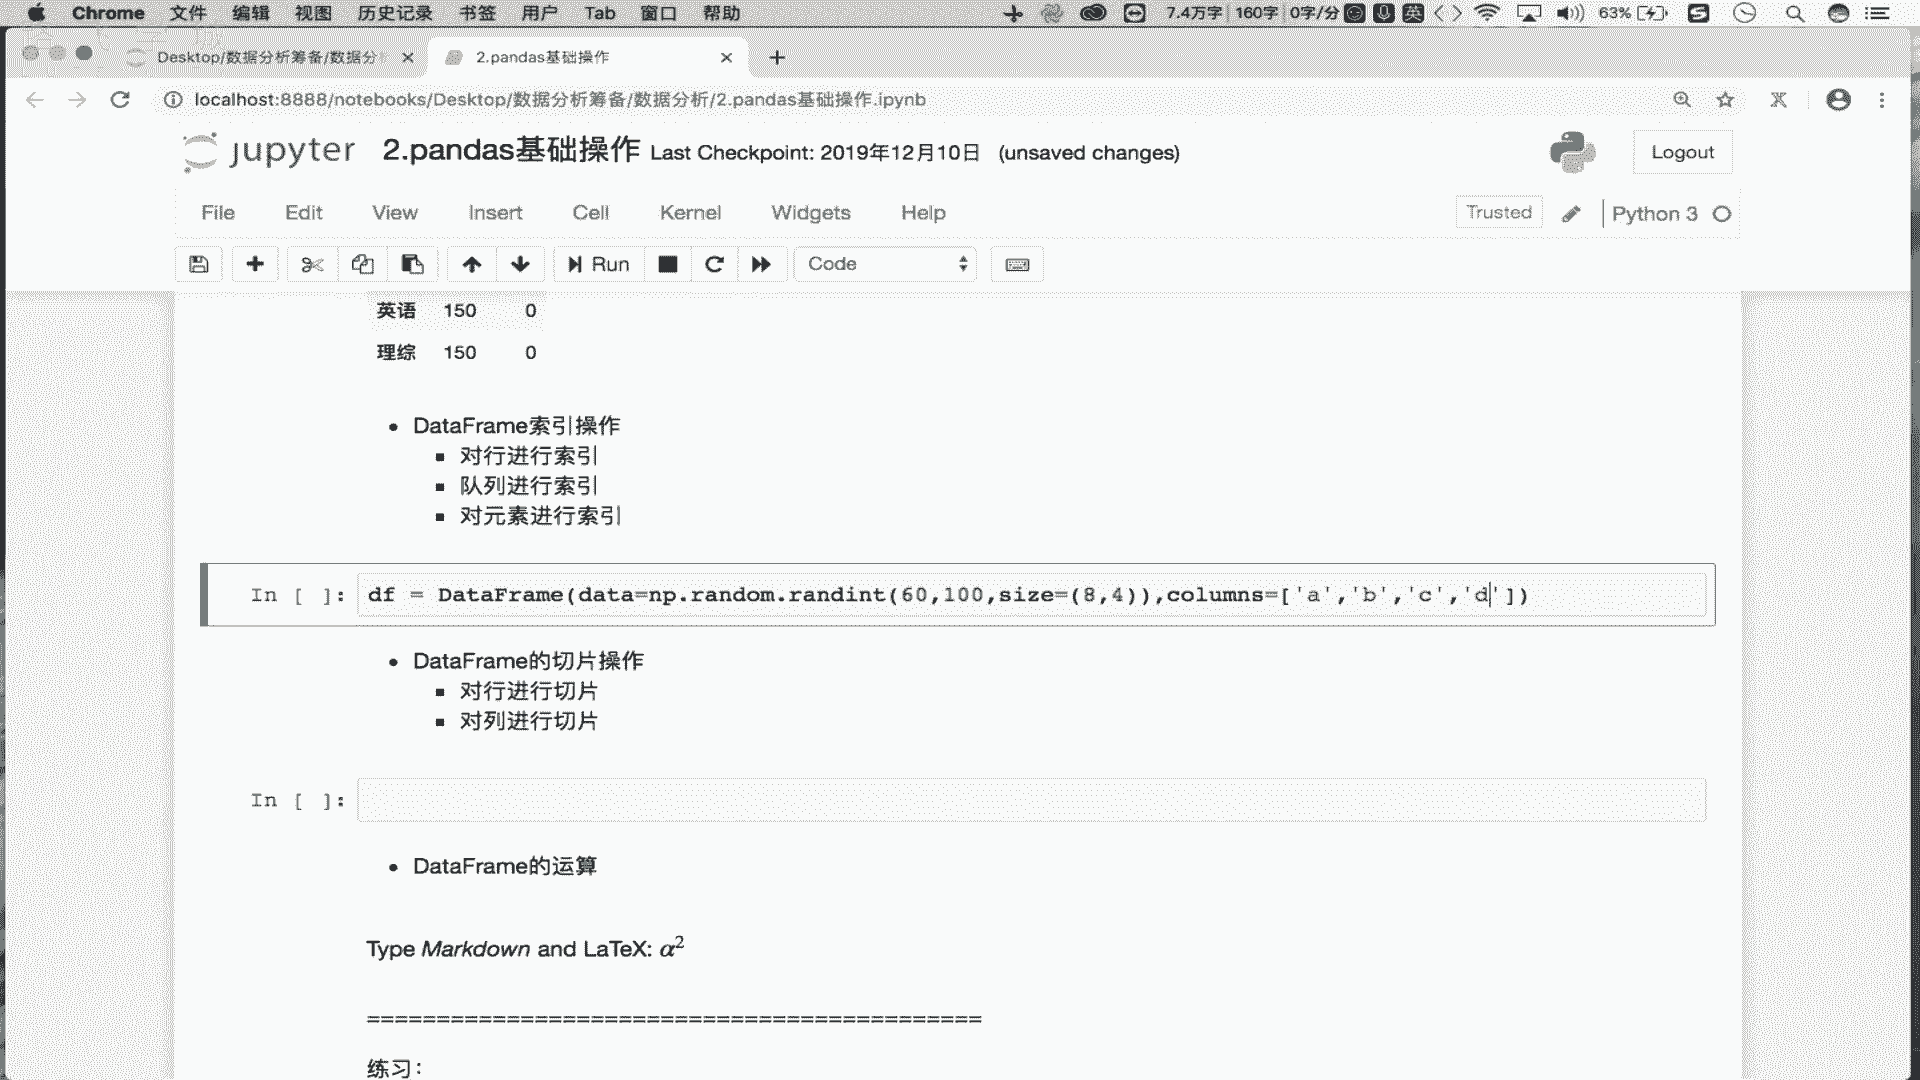 Chrome 文件 编辑 视图 历史记录 书签 用户 Tab 窗口 帮助 7.4万字 160字 0字/分 英 63%
Desktop/数据分析筹备/数据分
2.pandas基础操作
localhost:8888/notebooks/Desktop/数据分析筹备/数据分析/2.pandas基础操作.ipynb
jupyter 2.pandas基础操作 Last Checkpoint: 2019年12月10日 (unsaved changes) Logout
File Edit View Insert Cell Kernel Widgets Help Trusted Python 3
Run Code
英语 150 0
理综 150 0
• DataFrame索引操作
▪ 对行进行索引
▪ 队列进行索引
▪ 对元素进行索引
In [ ]: df = DataFrame(data=np.random.randint(60,100,size=(8,4)),columns=['a','b','c','d'])
• DataFrame的切片操作
▪ 对行进行切片
▪ 对列进行切片
In [ ]:
• DataFrame的运算
Type Markdown and LaTeX: α²
============================================
练习：